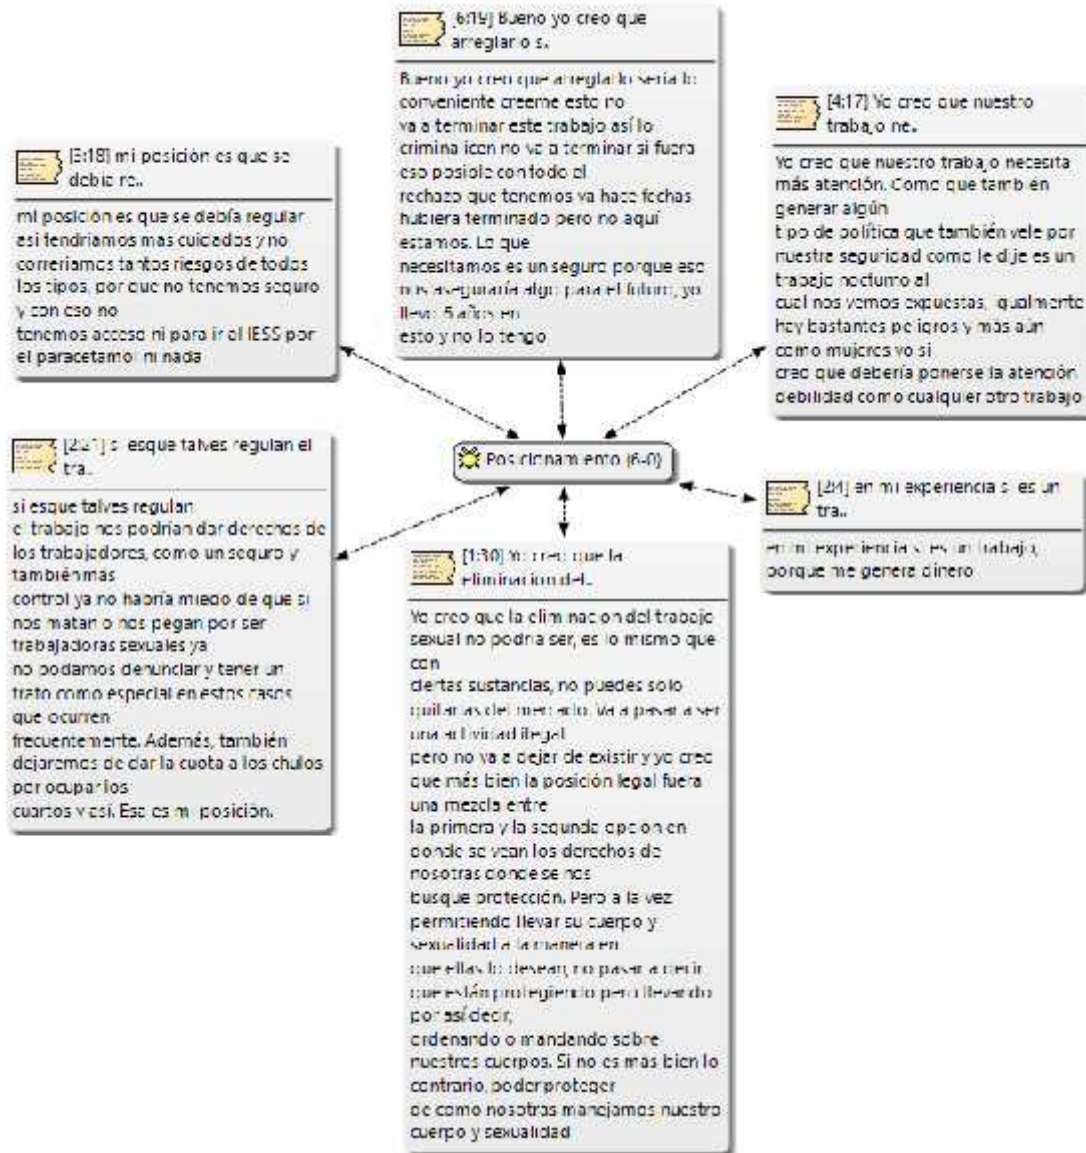 [6:19] Bueno yo creo que
arreglarlo s..
Bueno yo creo que arreglarlo sería lo
conveniente creeme esto no
va a terminar este trabajo así lo
criminalicen no va a terminar si fuera
eso posible con todo el
rechazo que tenemos ya hace fechas
hubiera terminado pero no aquí
estamos. Lo que
necesitamos es un seguro porque eso
nos aseguraría algo para el futuro, yo
llevo 5 años en
esto y no lo tengo
[4:17] Yo creo que nuestro
trabajo ne..
Yo creo que nuestro trabajo necesita
más atención. Como que también
generar algún
tipo de política que también vele por
nuestra seguridad como le dije es un
trabajo nocturno al
cual nos vemos expuestas, igualmente
hay bastantes peligros y mas aún
como mujeres yo si
creo que debería ponerse la atención
debilidad como cualquier otro trabajo
[3:18] mi posición es que se
debía re..
mi posición es que se debía regular
asi tendriamos mas cuidados y no
correriamos tantos riesgos de todos
los tipos, por que no tenemos seguro
y con eso no
tenemos acceso ni para ir al IESS por
el paracetamol ni nada
Posicionamiento (6-0)
[2:21] si esque talves regulan el
tra..
si esque talves regulan
el trabajo nos podrían dar derechos de
los trabajadores, como un seguro y
también más
control ya no habría miedo de que si
nos matan o nos pegan por ser
trabajadoras sexuales ya
no podamos denunciar y tener un
trato como especial en estos casos
que ocurren
frecuentemente. Además, también
dejaremos de dar la cuota a los chulos
por ocupar los
cuartos y así. Esa es mi posición.
[2:4] en mi experiencia si es un
tra..
en mi experiencia si es un trabajo,
porque me genera dinero
[1:30] Yo creo que la
eliminacion del..
Yo creo que la eliminacion del trabajo
sexual no podria ser, es lo mismo que
con
ciertas sustancias, no puedes solo
quitarlas del mercado. Va a pasar a ser
una actividad ilegal
pero no va a dejar de existir y yo creo
que más bien la posición legal fuera
una mezcla entre
la primera y la segunda opcion en
donde se vean los derechos de
nosotras donde se nos
busque protección. Pero a la vez
permitiendo llevar su cuerpo y
sexualidad a la manera en
que ellas lo desean, no pasar a decir
que están protegiendo pero llevando
por así decir,
ordenando o mandando sobre
nuestros cuerpos. Si no es mas bien lo
contrario, poder proteger
de como nosotras manejamos nuestro
cuerpo y sexualidad